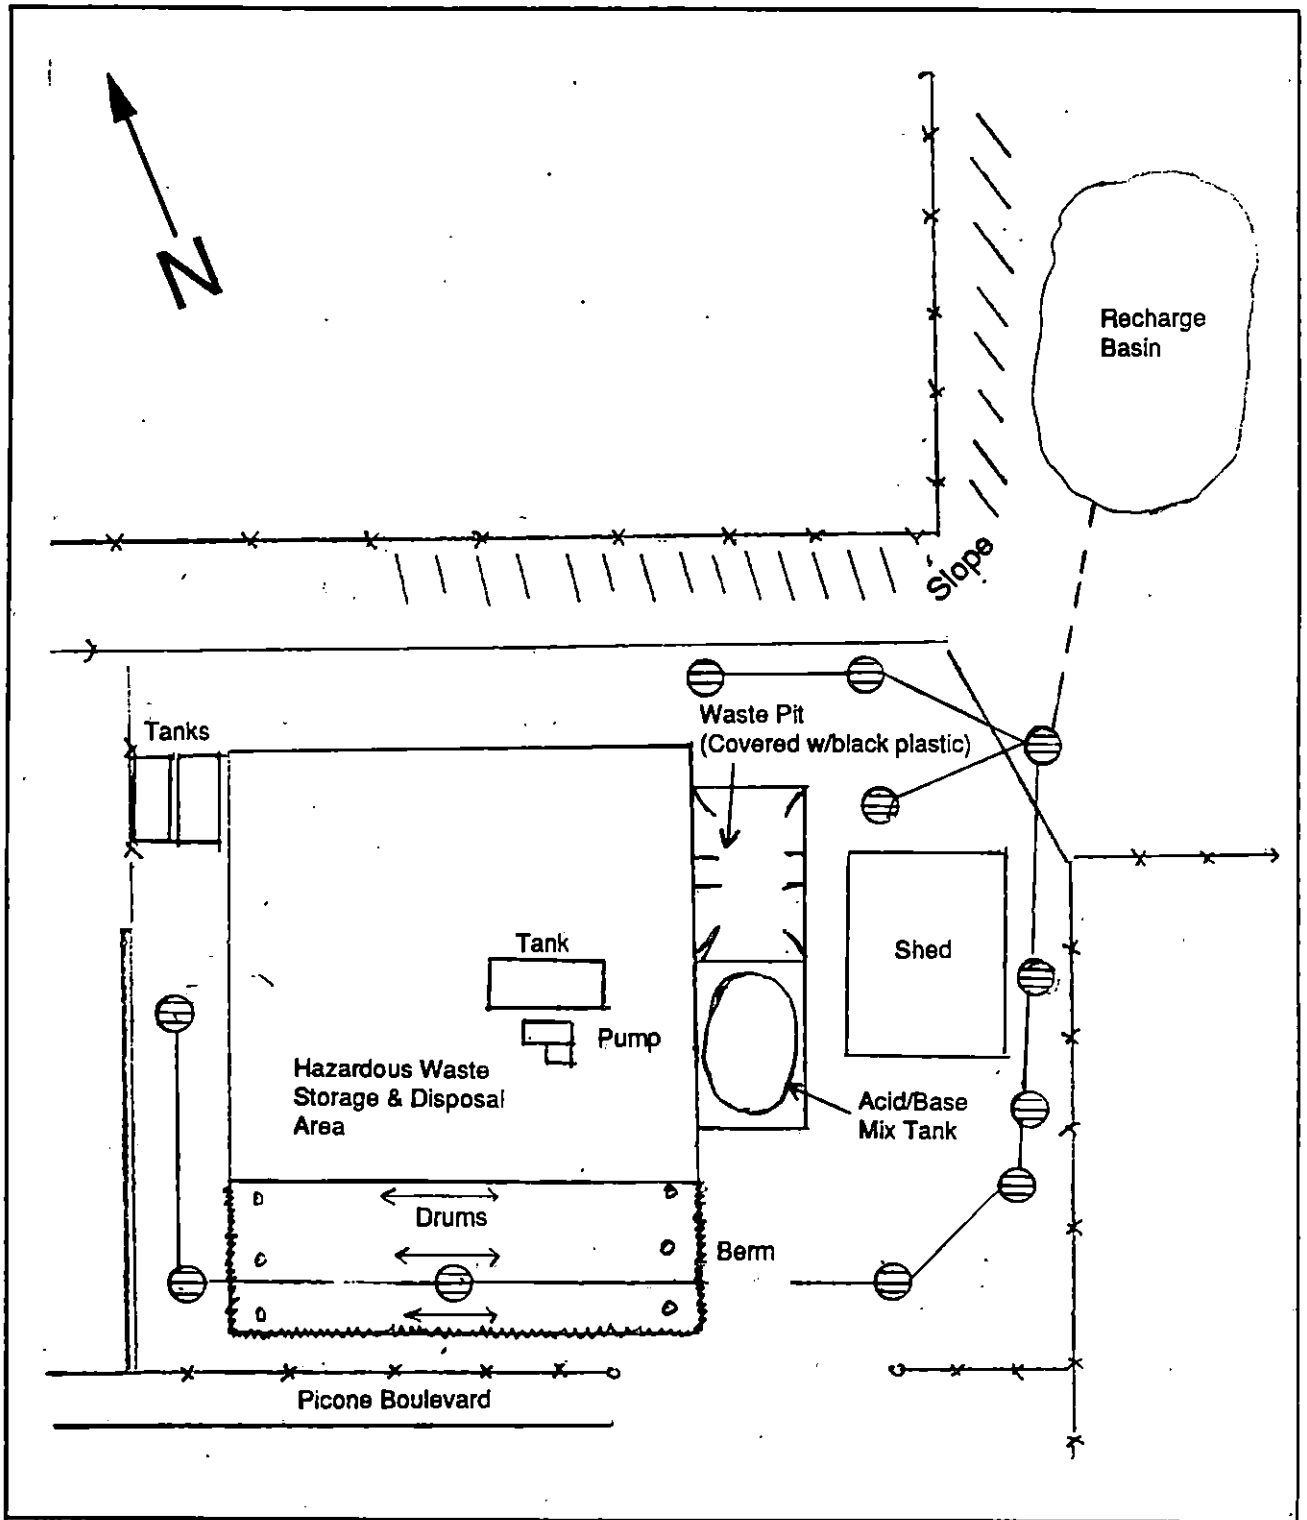 N
Recharge
Basin
Slope
Waste Pit
(Covered w/black plastic)
Tanks
Tank
Pump
Shed
Hazardous Waste
Storage & Disposal
Area
Acid/Base
Mix Tank
Drums
Berm
Picone Boulevard